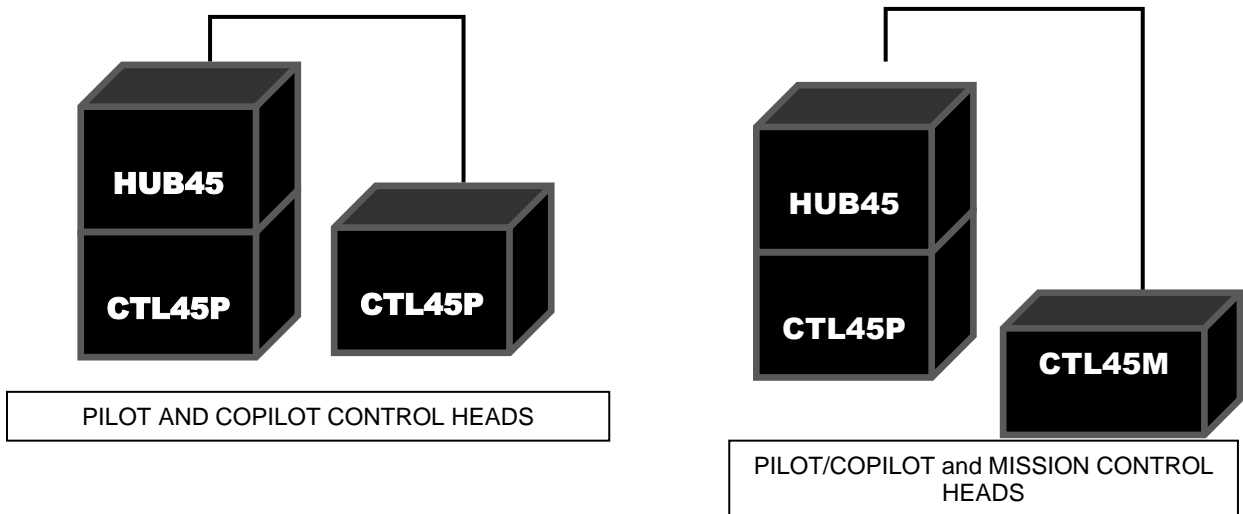 HUB45
CTL45P
CTL45P
PILOT AND COPILOT CONTROL HEADS
HUB45
CTL45P
CTL45M
PILOT/COPILOT and MISSION CONTROL
HEADS